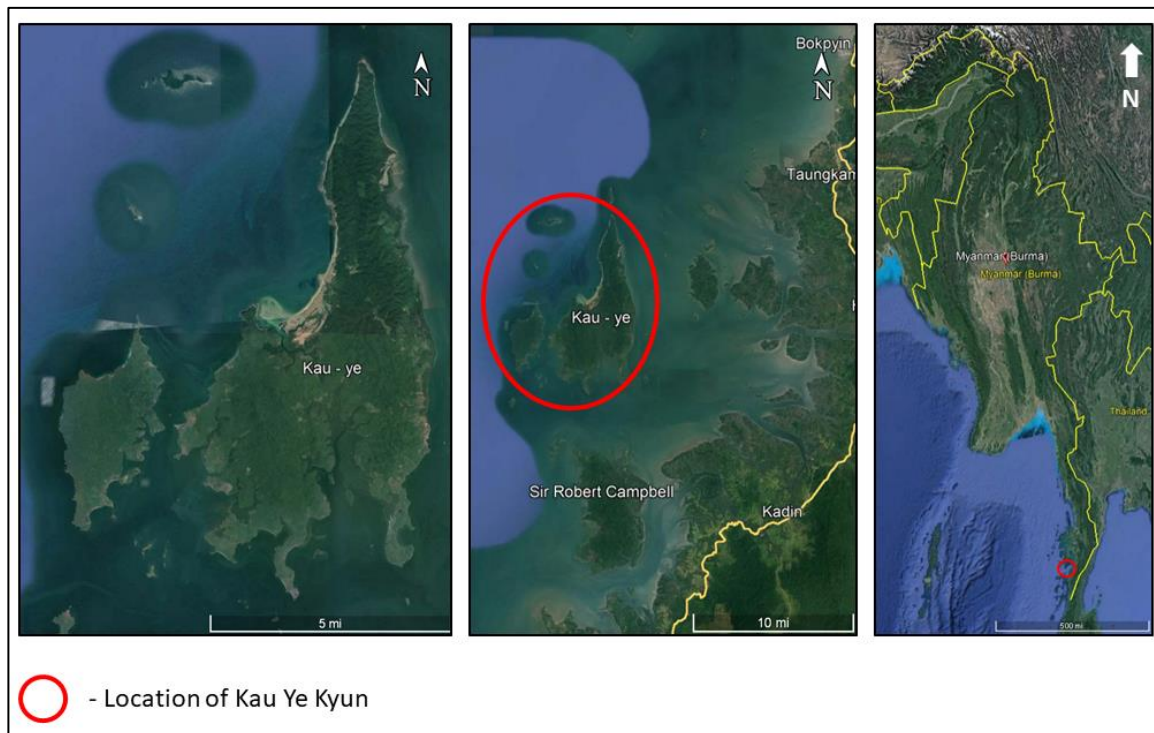 N
Kau - ye
5 mi
Bokpyin
N
Taungkam
Kau - ye
Sir Robert Campbell
Kadin
10 mi
N
Myanmar (Burma)
Myanmar (Burma)
Thailand
500 mi
- Location of Kau Ye Kyun